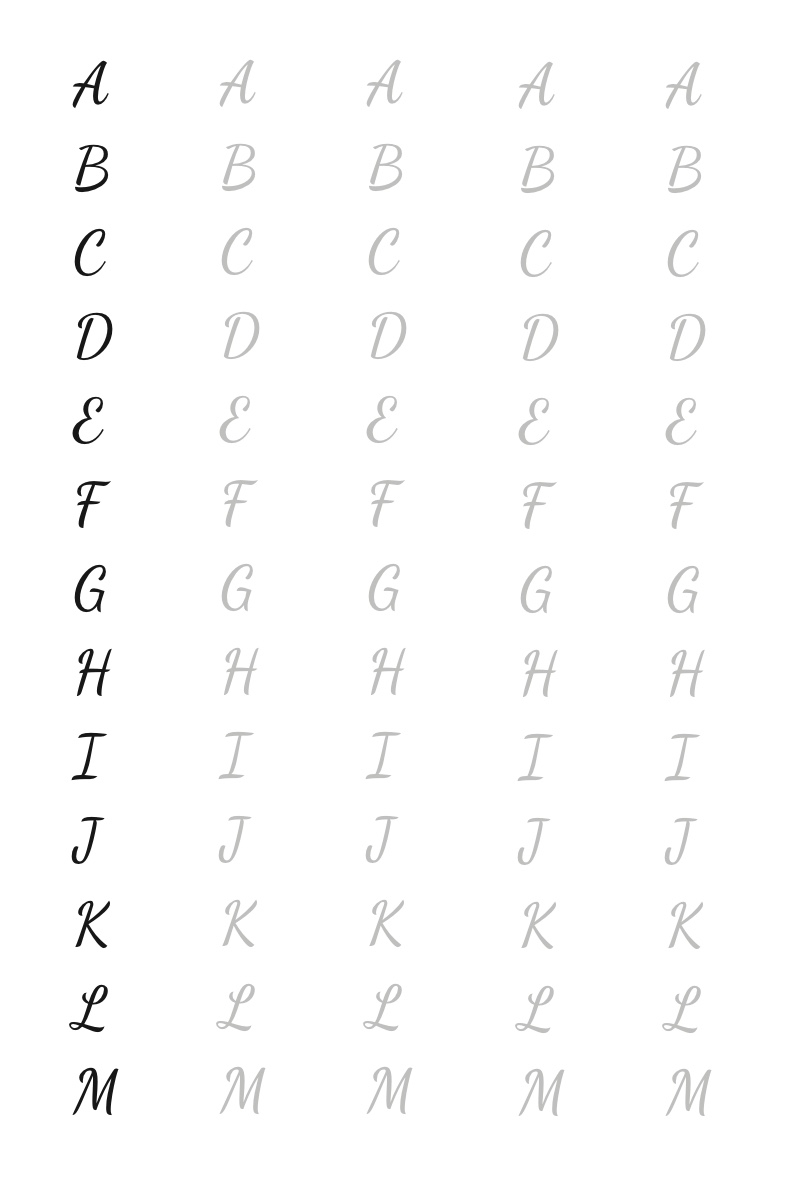 A A A A A
B B B B B
C C C C C
D D D D D
E E E E E
F F F F F
G G G G G
H H H H H
I I I I I
J J J J J
K K K K K
L L L L L
M M M M M